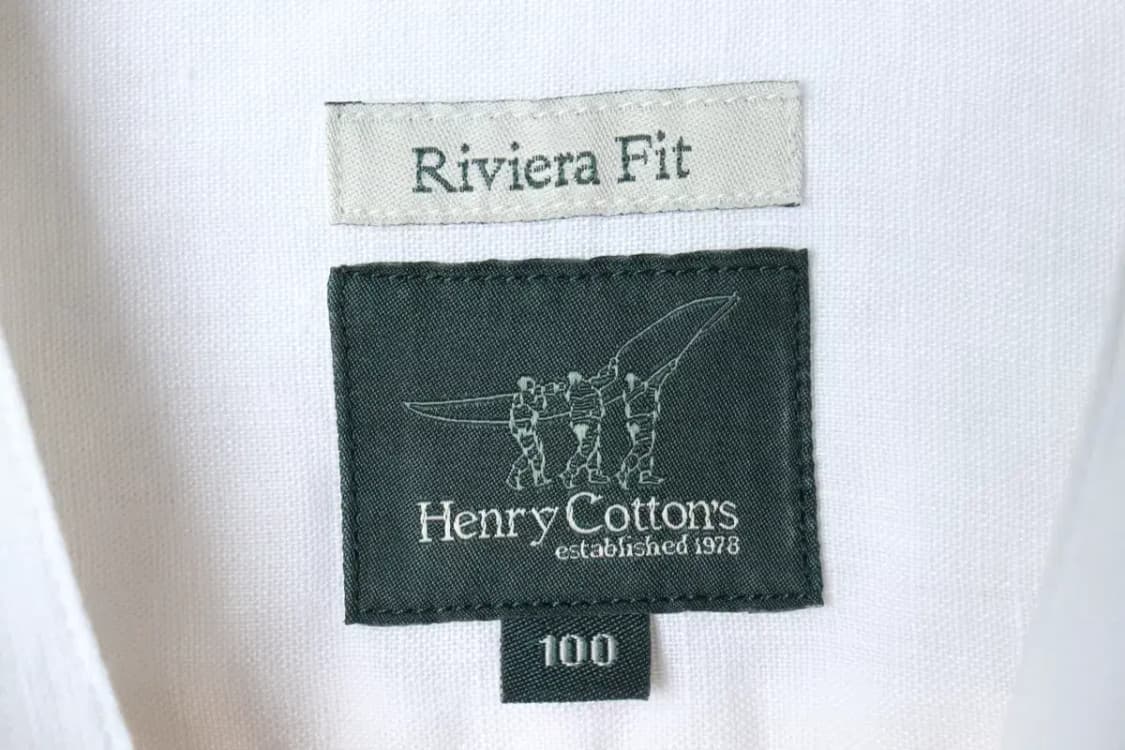 Riviera Fit
Henry Cotton's
established 1978
100